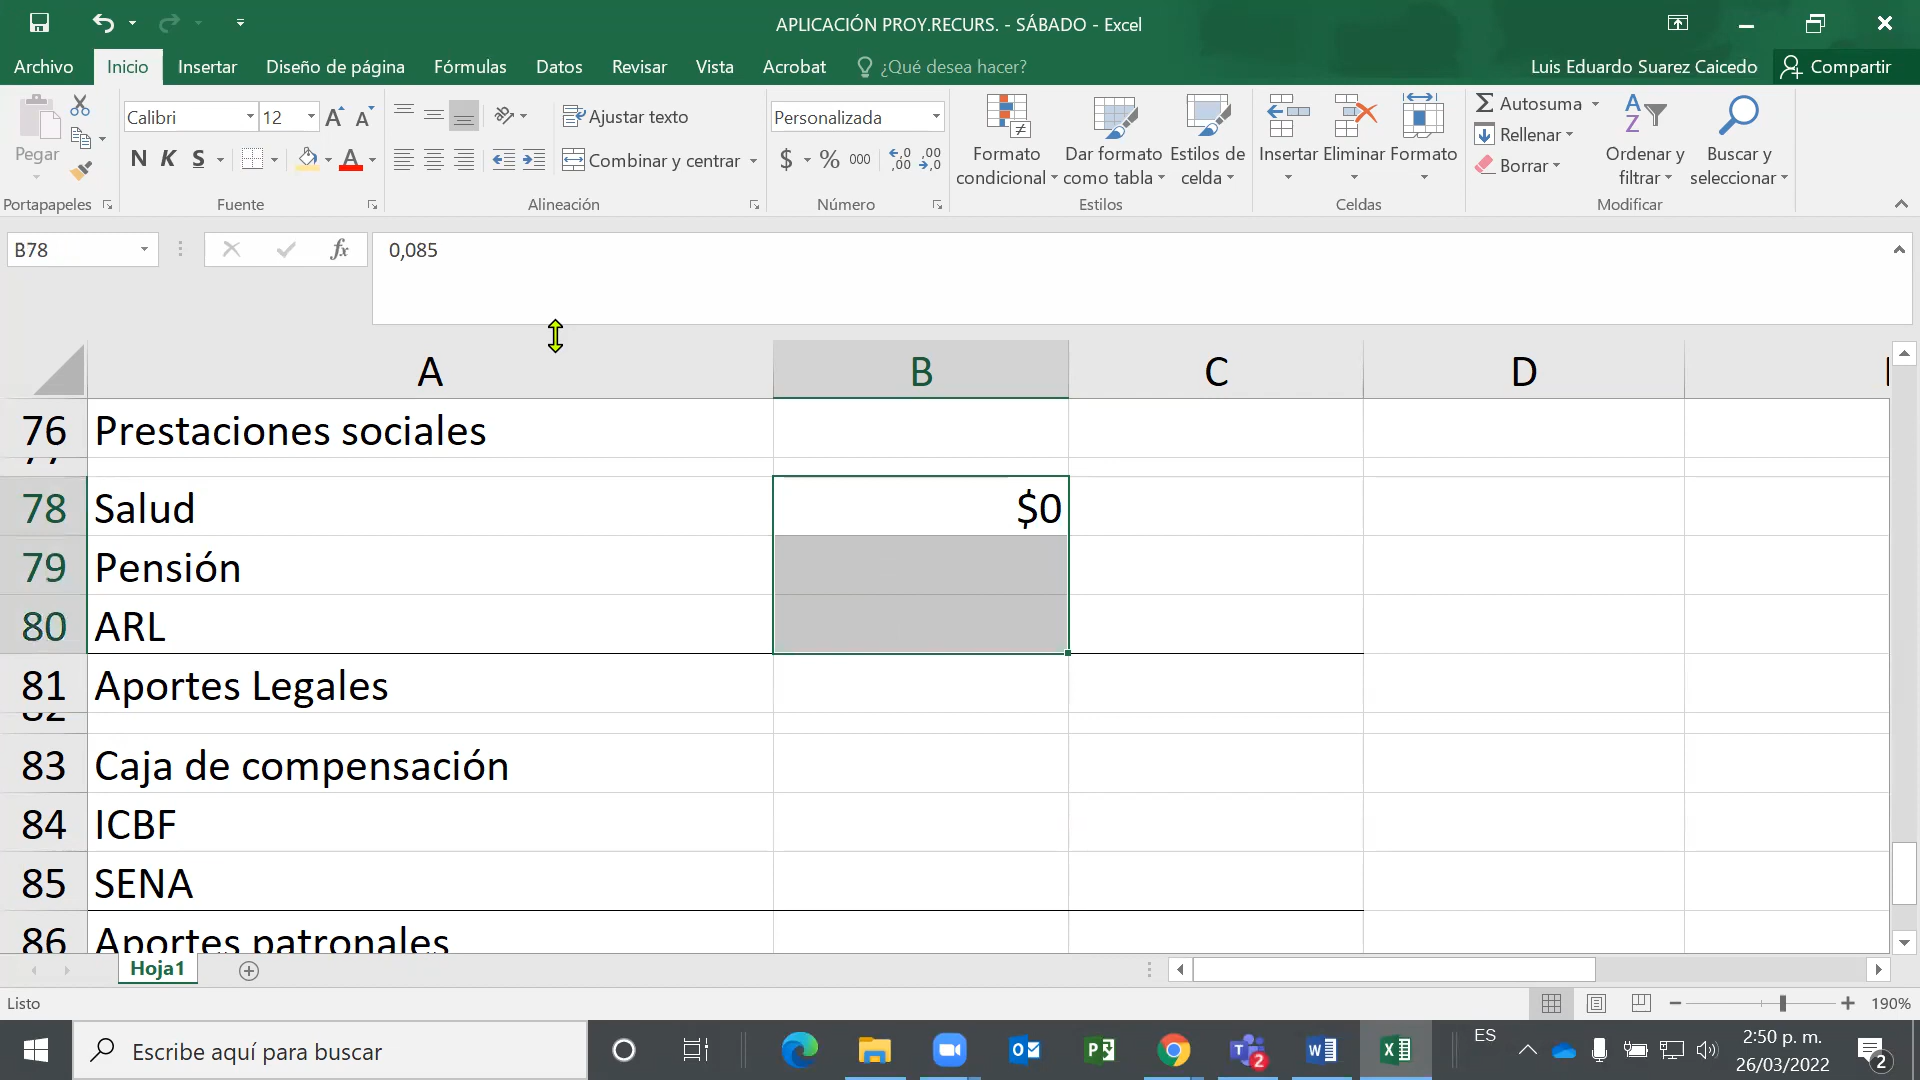 APLICACIÓN PROY.RECURS. - SÁBADO - Excel
Archivo Inicio Insertar Diseño de página Fórmulas Datos Revisar Vista Acrobat ¿Qué desea hacer? Luis Eduardo Suarez Caicedo Compartir
Pegar
Portapapeles
Calibri 12
N K S
Fuente
Ajustar texto
Combinar y centrar
Alineación
Personalizada
$ % 000
Número
Formato condicional
Dar formato como tabla
Estilos de celda
Estilos
Insertar Eliminar Formato
Celdas
Autosuma
Rellenar
Borrar
Ordenar y filtrar
Buscar y seleccionar
Modificar
B78 fx 0,085
A B C D
76 Prestaciones sociales
78 Salud $0
79 Pensión
80 ARL
81 Aportes Legales
82
83 Caja de compensación
84 ICBF
85 SENA
86 Aportes patronales
Hoja1
Listo 190%
Escribe aquí para buscar
ES
2:50 p. m.
26/03/2022
2
2